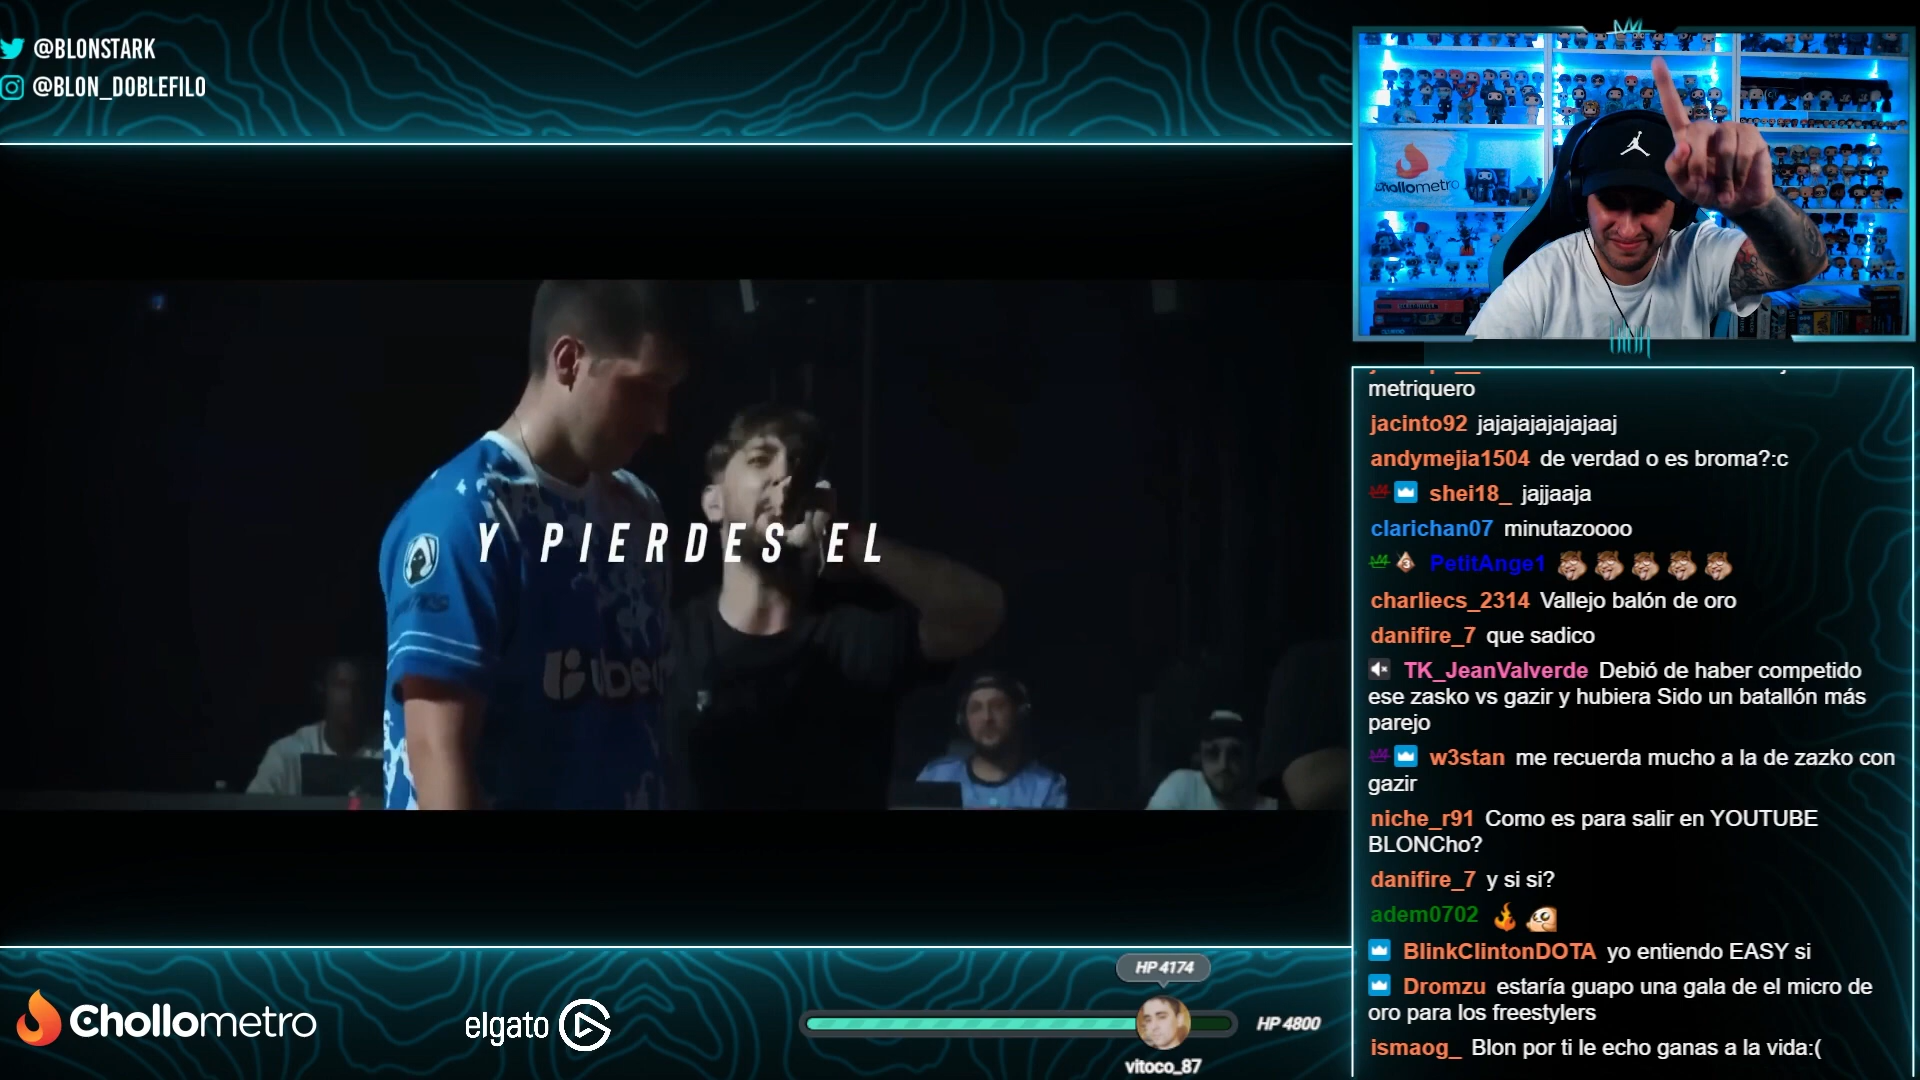 @BLONSTARK
@BLON_DOBLEFILO
Y PIERDES EL
Chollometro
elgato
HP 4174
HP 4800
vitoco_87
chollometro
metriquero
jacinto92 jajajajajajajaaj
andymejia1504 de verdad o es broma?:c
shei18_ jajjaaja
clarichan07 minutazoooo
PetitAnge1
charliecs_2314 Vallejo balón de oro
danifire_7 que sadico
TK_JeanValverde Debió de haber competido
ese zasko vs gazir y hubiera Sido un batallón más
parejo
w3stan me recuerda mucho a la de zazko con
gazir
niche_r91 Como es para salir en YOUTUBE
BLONCho?
danifire_7 y si si?
adem0702
BlinkClintonDOTA yo entiendo EASY si
Dromzu estaría guapo una gala de el micro de
oro para los freestylers
ismaog_ Blon por ti le echo ganas a la vida:(